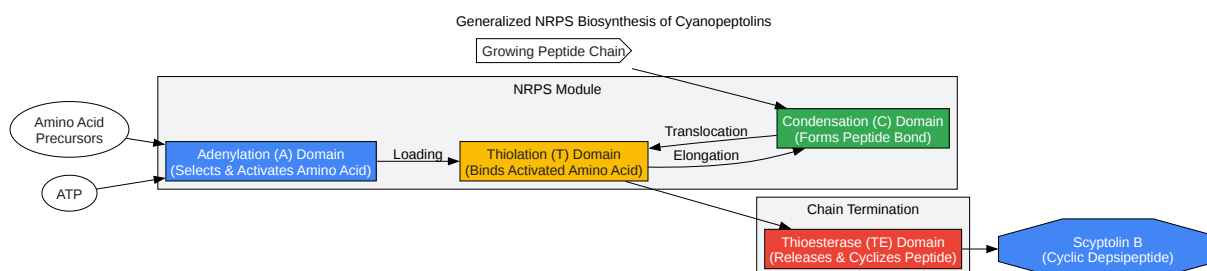 Generalized NRPS Biosynthesis of Cyanopeptolins
Growing Peptide Chain
NRPS Module
Amino Acid
Precursors
ATP
Adenylation (A) Domain
(Selects & Activates Amino Acid)
Loading
Thiolation (T) Domain
(Binds Activated Amino Acid)
Translocation
Elongation
Condensation (C) Domain
(Forms Peptide Bond)
Chain Termination
Thioesterase (TE) Domain
(Releases & Cyclizes Peptide)
Scyptolin B
(Cyclic Depsipeptide)